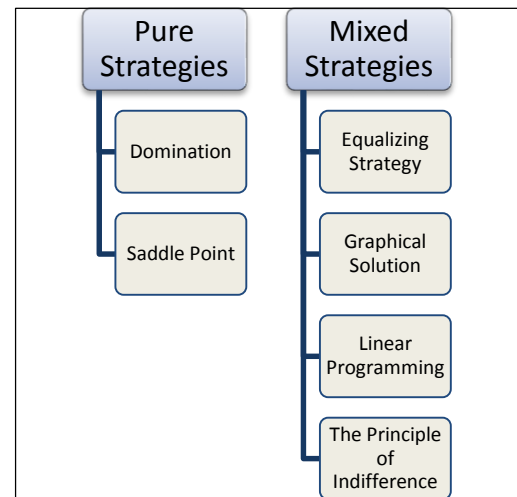 Pure
Strategies
Domination
Saddle Point
Mixed
Strategies
Equalizing
Strategy
Graphical
Solution
Linear
Programming
The Principle
of
Indifference